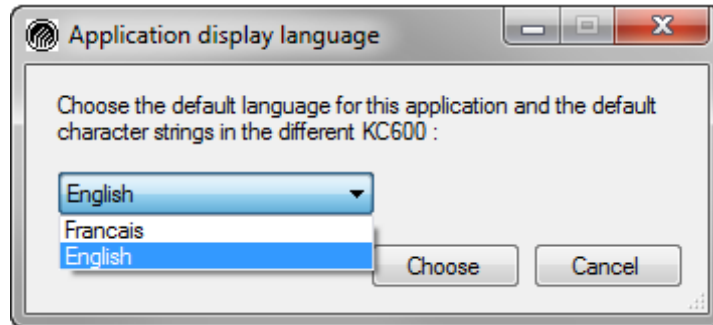 Application display language
Choose the default language for this application and the default
character strings in the different KC600 :
English
Francais
English
Choose
Cancel